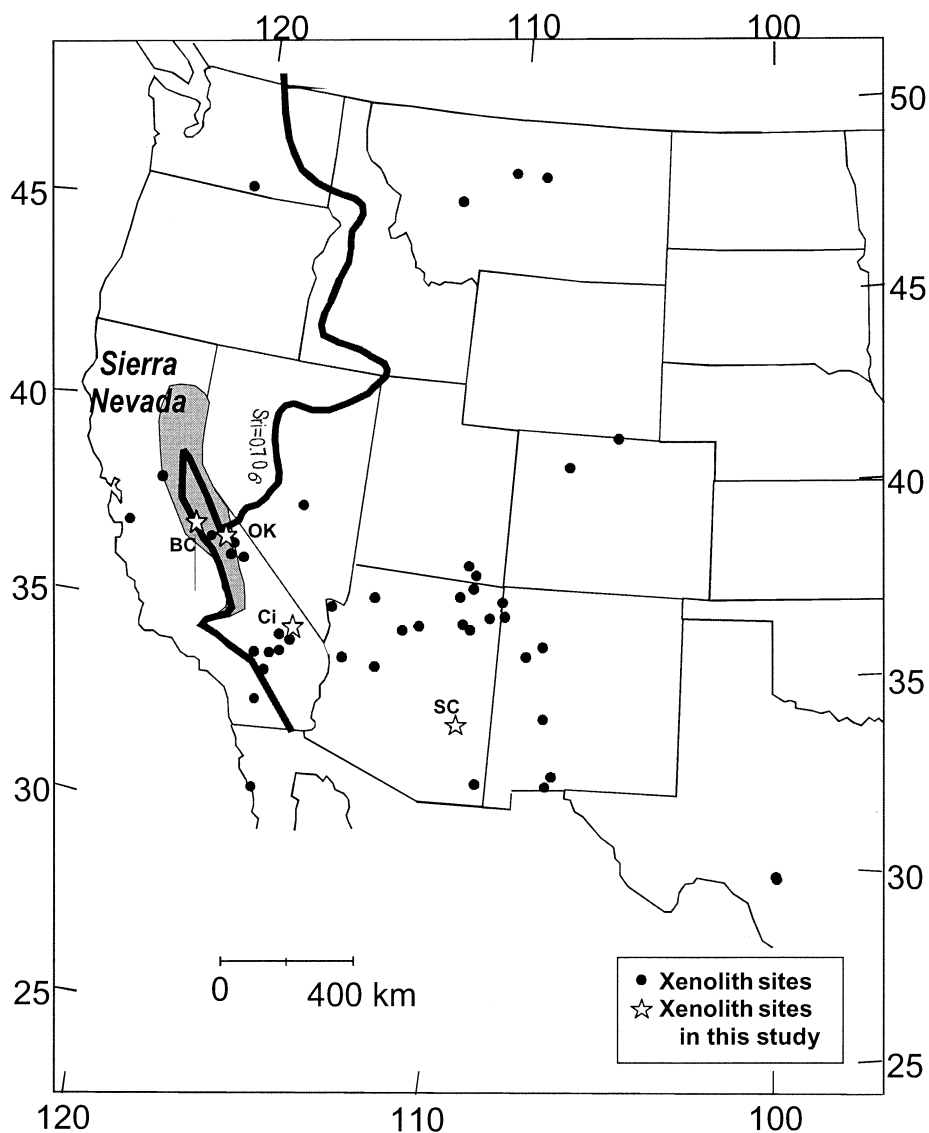 120 110 100
50
45
45
Sierra
Nevada
40
Sri=0.706
40
BC
OK
35
Ci
35
SC
30
30
25
0 400 km
Xenolith sites
Xenolith sites
in this study
25
120 110 100